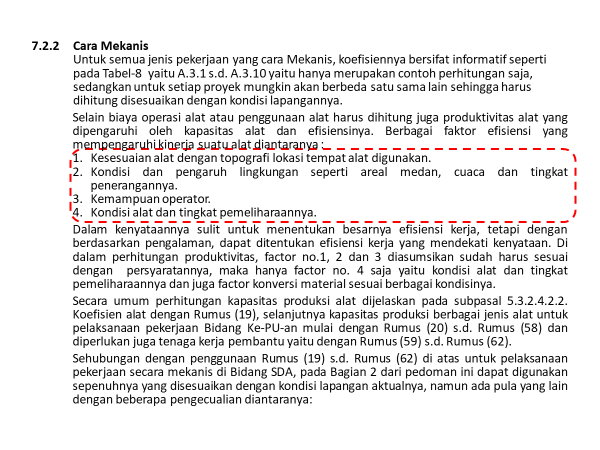 7.2.2 Cara Mekanis
Untuk semua jenis pekerjaan yang cara Mekanis, koefisiennya bersifat informatif seperti
pada Tabel-8 yaitu A.3.1 s.d. A.3.10 yaitu hanya merupakan contoh perhitungan saja,
sedangkan untuk setiap proyek mungkin akan berbeda satu sama lain sehingga harus
dihitung disesuaikan dengan kondisi lapangannya.
Selain biaya operasi alat atau penggunaan alat harus dihitung juga produktivitas alat yang
dipengaruhi oleh kapasitas alat dan efisiensinya. Berbagai faktor efisiensi yang
mempengaruhi kinerja suatu alat diantaranya :
1. Kesesuaian alat dengan topografi lokasi tempat alat digunakan.
2. Kondisi dan pengaruh lingkungan seperti areal medan, cuaca dan tingkat
penerangannya.
3. Kemampuan operator.
4. Kondisi alat dan tingkat pemeliharaannya.
Dalam kenyataannya sulit untuk menentukan besarnya efisiensi kerja, tetapi dengan
berdasarkan pengalaman, dapat ditentukan efisiensi kerja yang mendekati kenyataan. Di
dalam perhitungan produktivitas, factor no.1, 2 dan 3 diasumsikan sudah harus sesuai
dengan persyaratannya, maka hanya factor no. 4 saja yaitu kondisi alat dan tingkat
pemeliharaannya dan juga factor konversi material sesuai berbagai kondisinya.
Secara umum perhitungan kapasitas produksi alat dijelaskan pada subpasal 5.3.2.4.2.2.
Koefisien alat dengan Rumus (19), selanjutnya kapasitas produksi berbagai jenis alat untuk
pelaksanaan pekerjaan Bidang Ke-PU-an mulai dengan Rumus (20) s.d. Rumus (58) dan
diperlukan juga tenaga kerja pembantu yaitu dengan Rumus (59) s.d. Rumus (62).
Sehubungan dengan penggunaan Rumus (19) s.d. Rumus (62) di atas untuk pelaksanaan
pekerjaan secara mekanis di Bidang SDA, pada Bagian 2 dari pedoman ini dapat digunakan
sepenuhnya yang disesuaikan dengan kondisi lapangan aktualnya, namun ada pula yang lain
dengan beberapa pengecualian diantaranya: